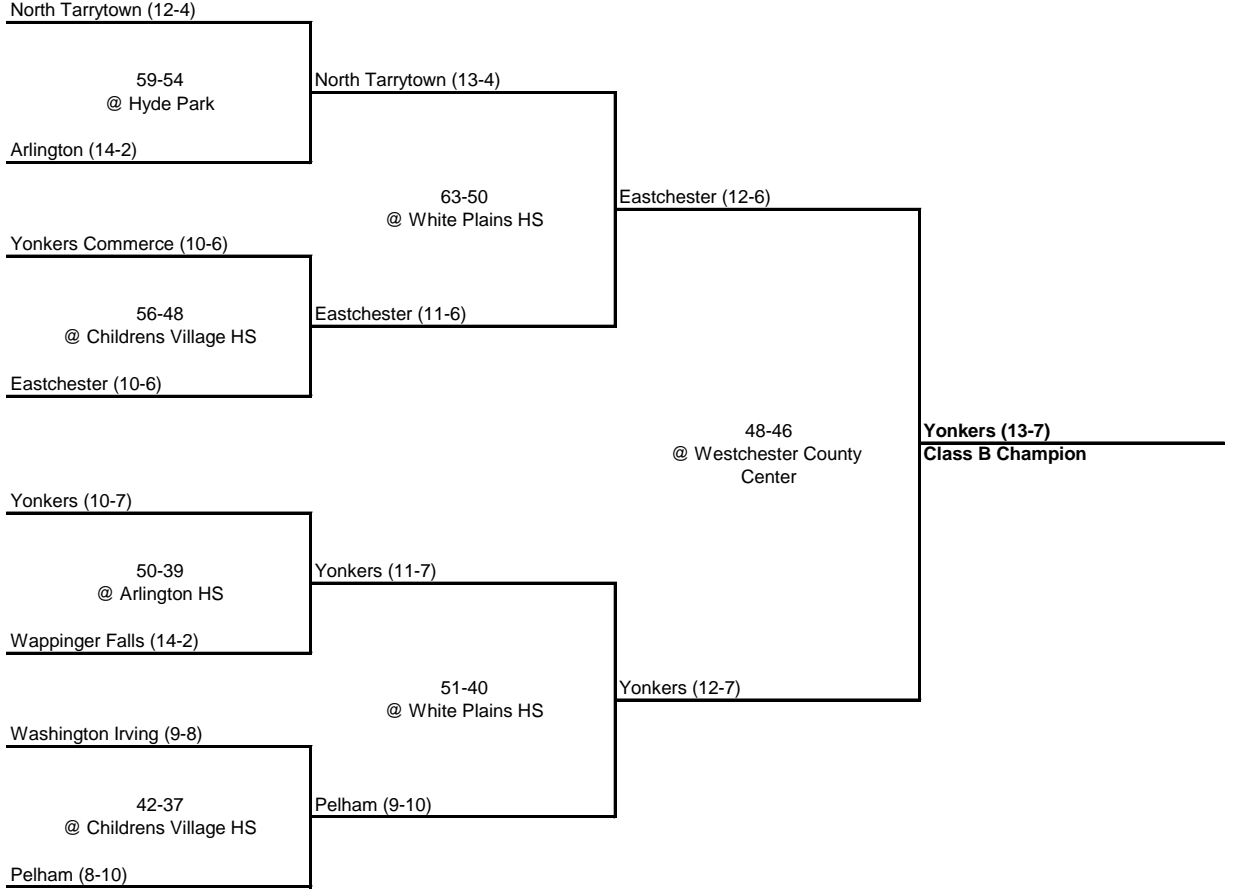 North Tarrytown (12-4)
59-54
@ Hyde Park
North Tarrytown (13-4)
Arlington (14-2)
63-50
@ White Plains HS
Eastchester (12-6)
Yonkers Commerce (10-6)
56-48
@ Childrens Village HS
Eastchester (11-6)
Eastchester (10-6)
48-46
@ Westchester County
Center
Yonkers (13-7)
Class B Champion
Yonkers (10-7)
50-39
@ Arlington HS
Yonkers (11-7)
Wappinger Falls (14-2)
51-40
@ White Plains HS
Yonkers (12-7)
Washington Irving (9-8)
42-37
@ Childrens Village HS
Pelham (9-10)
Pelham (8-10)